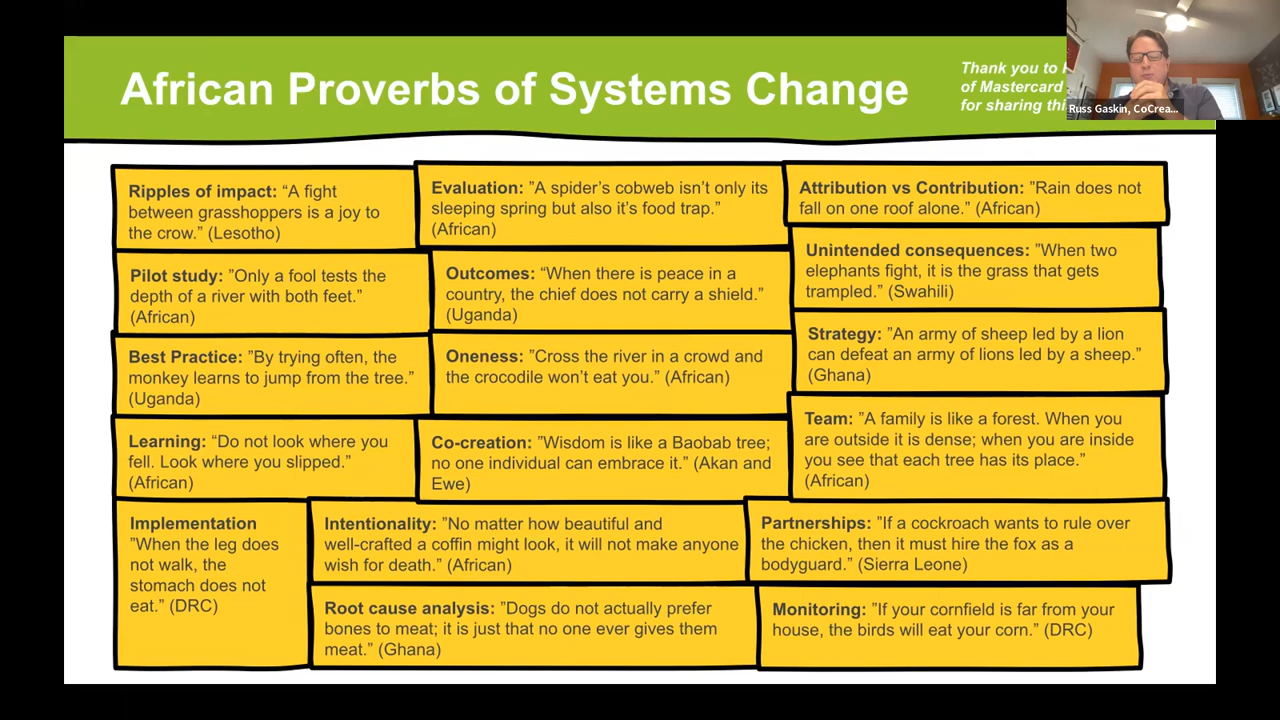 African Proverbs of Systems Change
Thank you to
of Mastercard
for sharing
Russ Gaskin, CoCrea...
Ripples of impact: “A fight
between grasshoppers is a joy to
the crow.” (Lesotho)
Evaluation: ”A spider’s cobweb isn’t only its
sleeping spring but also it’s food trap.”
(African)
Attribution vs Contribution: ”Rain does not
fall on one roof alone.” (African)
Pilot study: ”Only a fool tests the
depth of a river with both feet.”
(African)
Outcomes: “When there is peace in a
country, the chief does not carry a shield.”
(Uganda)
Unintended consequences: ”When two
elephants fight, it is the grass that gets
trampled.” (Swahili)
Best Practice: ”By trying often, the
monkey learns to jump from the tree.”
(Uganda)
Oneness: ”Cross the river in a crowd and
the crocodile won’t eat you.” (African)
Strategy: ”An army of sheep led by a lion
can defeat an army of lions led by a sheep.”
(Ghana)
Learning: “Do not look where you
fell. Look where you slipped.”
(African)
Co-creation: ”Wisdom is like a Baobab tree;
no one individual can embrace it.” (Akan and
Ewe)
Team: ”A family is like a forest. When you
are outside it is dense; when you are inside
you see that each tree has its place.”
(African)
Implementation
”When the leg does
not walk, the
stomach does not
eat.” (DRC)
Intentionality: ”No matter how beautiful and
well-crafted a coffin might look, it will not make anyone
wish for death.” (African)
Partnerships: ”If a cockroach wants to rule over
the chicken, then it must hire the fox as a
bodyguard.” (Sierra Leone)
Root cause analysis: ”Dogs do not actually prefer
bones to meat; it is just that no one ever gives them
meat.” (Ghana)
Monitoring: ”If your cornfield is far from your
house, the birds will eat your corn.” (DRC)